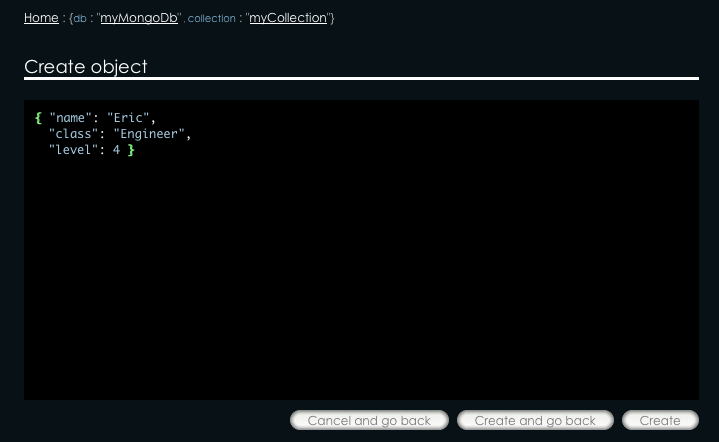 Home : {db : "myMongoDb" , collection : "myCollection"}
Create object
{ "name": "Eric",
"class": "Engineer",
"level": 4 }
Cancel and go back Create and go back Create